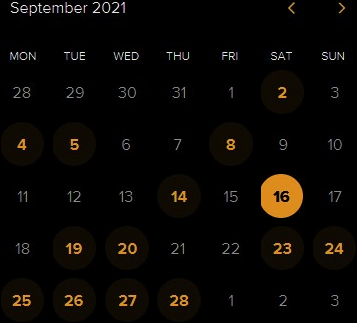 September 2021
MON TUE WED THU FRI SAT SUN
28 29 30 31 1 2 3
4 5 6 7 8 9 10
11 12 13 14 15 16 17
18 19 20 21 22 23 24
25 26 27 28 1 2 3